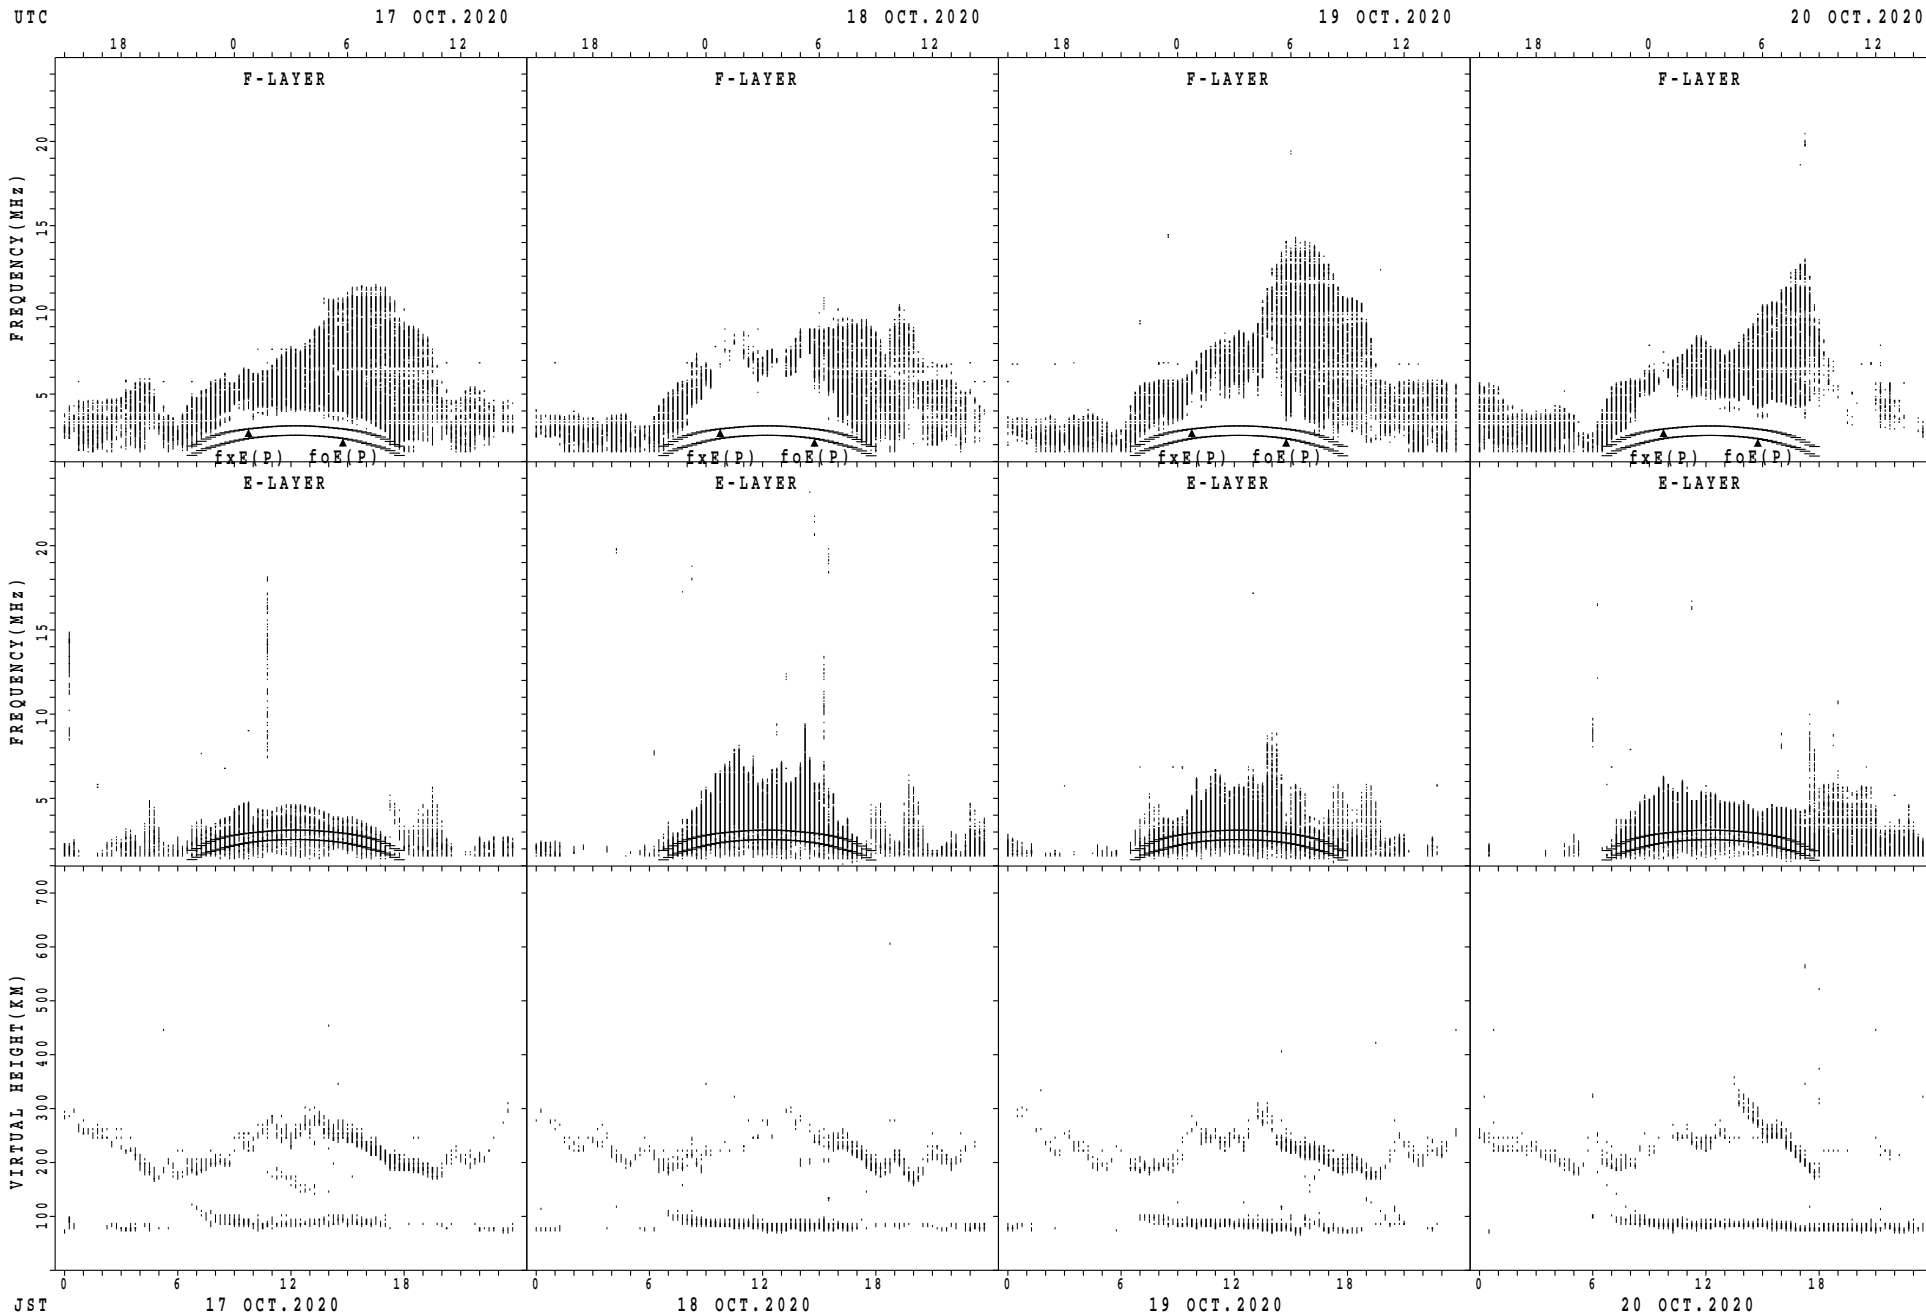 UTC 17 OCT.2020 18 OCT.2020 19 OCT.2020 20 OCT.2020
18 0 6 12 18 0 6 12 18 0 6 12 18 0 6 12
F-LAYER F-LAYER F-LAYER F-LAYER
FREQUENCY(MHz)
20
15
10
5
fxE(P) foE(P) fxE(P) foE(P) fxE(P) foE(P) fxE(P) foE(P)
E-LAYER E-LAYER E-LAYER E-LAYER
FREQUENCY(MHz)
20
15
10
5
VIRTUAL HEIGHT(KM)
700
600
500
400
300
200
100
0 6 12 18 0 6 12 18 0 6 12 18 0 6 12 18
JST 17 OCT.2020 18 OCT.2020 19 OCT.2020 20 OCT.2020